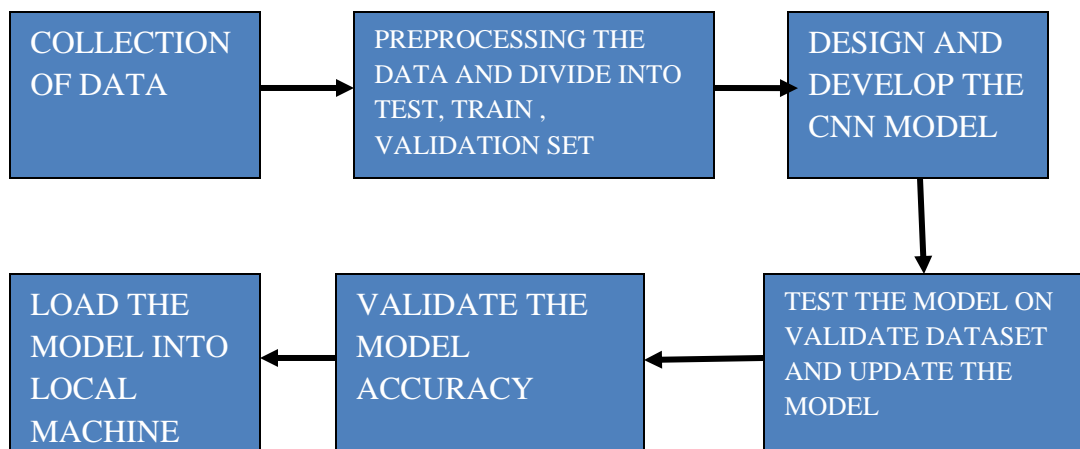 COLLECTION
OF DATA
PREPROCESSING THE
DATA AND DIVIDE INTO
TEST, TRAIN ,
VALIDATION SET
DESIGN AND
DEVELOP THE
CNN MODEL
TEST THE MODEL ON
VALIDATE DATASET
AND UPDATE THE
MODEL
VALIDATE THE
MODEL
ACCURACY
LOAD THE
MODEL INTO
LOCAL
MACHINE